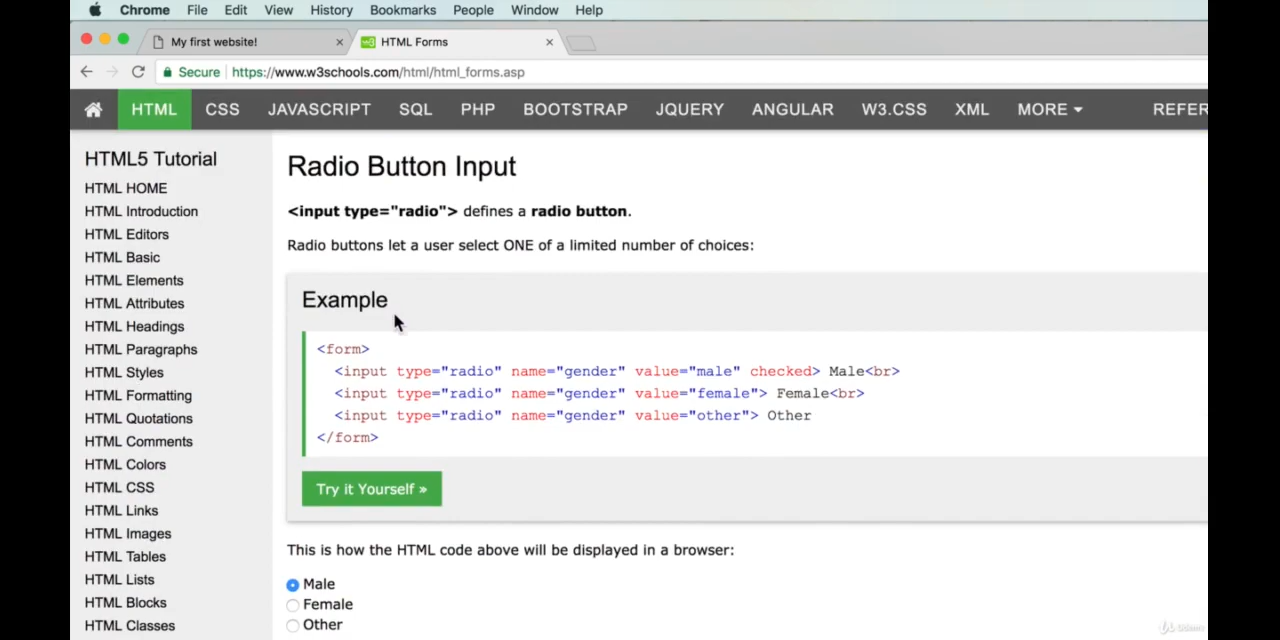 Chrome File Edit View History Bookmarks People Window Help
My first website! HTML Forms
Secure https://www.w3schools.com/html/html_forms.asp
HTML CSS JAVASCRIPT SQL PHP BOOTSTRAP JQUERY ANGULAR W3.CSS XML MORE REFER
HTML5 Tutorial
HTML HOME
HTML Introduction
HTML Editors
HTML Basic
HTML Elements
HTML Attributes
HTML Headings
HTML Paragraphs
HTML Styles
HTML Formatting
HTML Quotations
HTML Comments
HTML Colors
HTML CSS
HTML Links
HTML Images
HTML Tables
HTML Lists
HTML Blocks
HTML Classes
Radio Button Input
<input type="radio"> defines a radio button.
Radio buttons let a user select ONE of a limited number of choices:
Example
<form>
<input type="radio" name="gender" value="male" checked> Male<br>
<input type="radio" name="gender" value="female"> Female<br>
<input type="radio" name="gender" value="other"> Other
</form>
Try it Yourself »
This is how the HTML code above will be displayed in a browser:
Male
Female
Other
Udemy